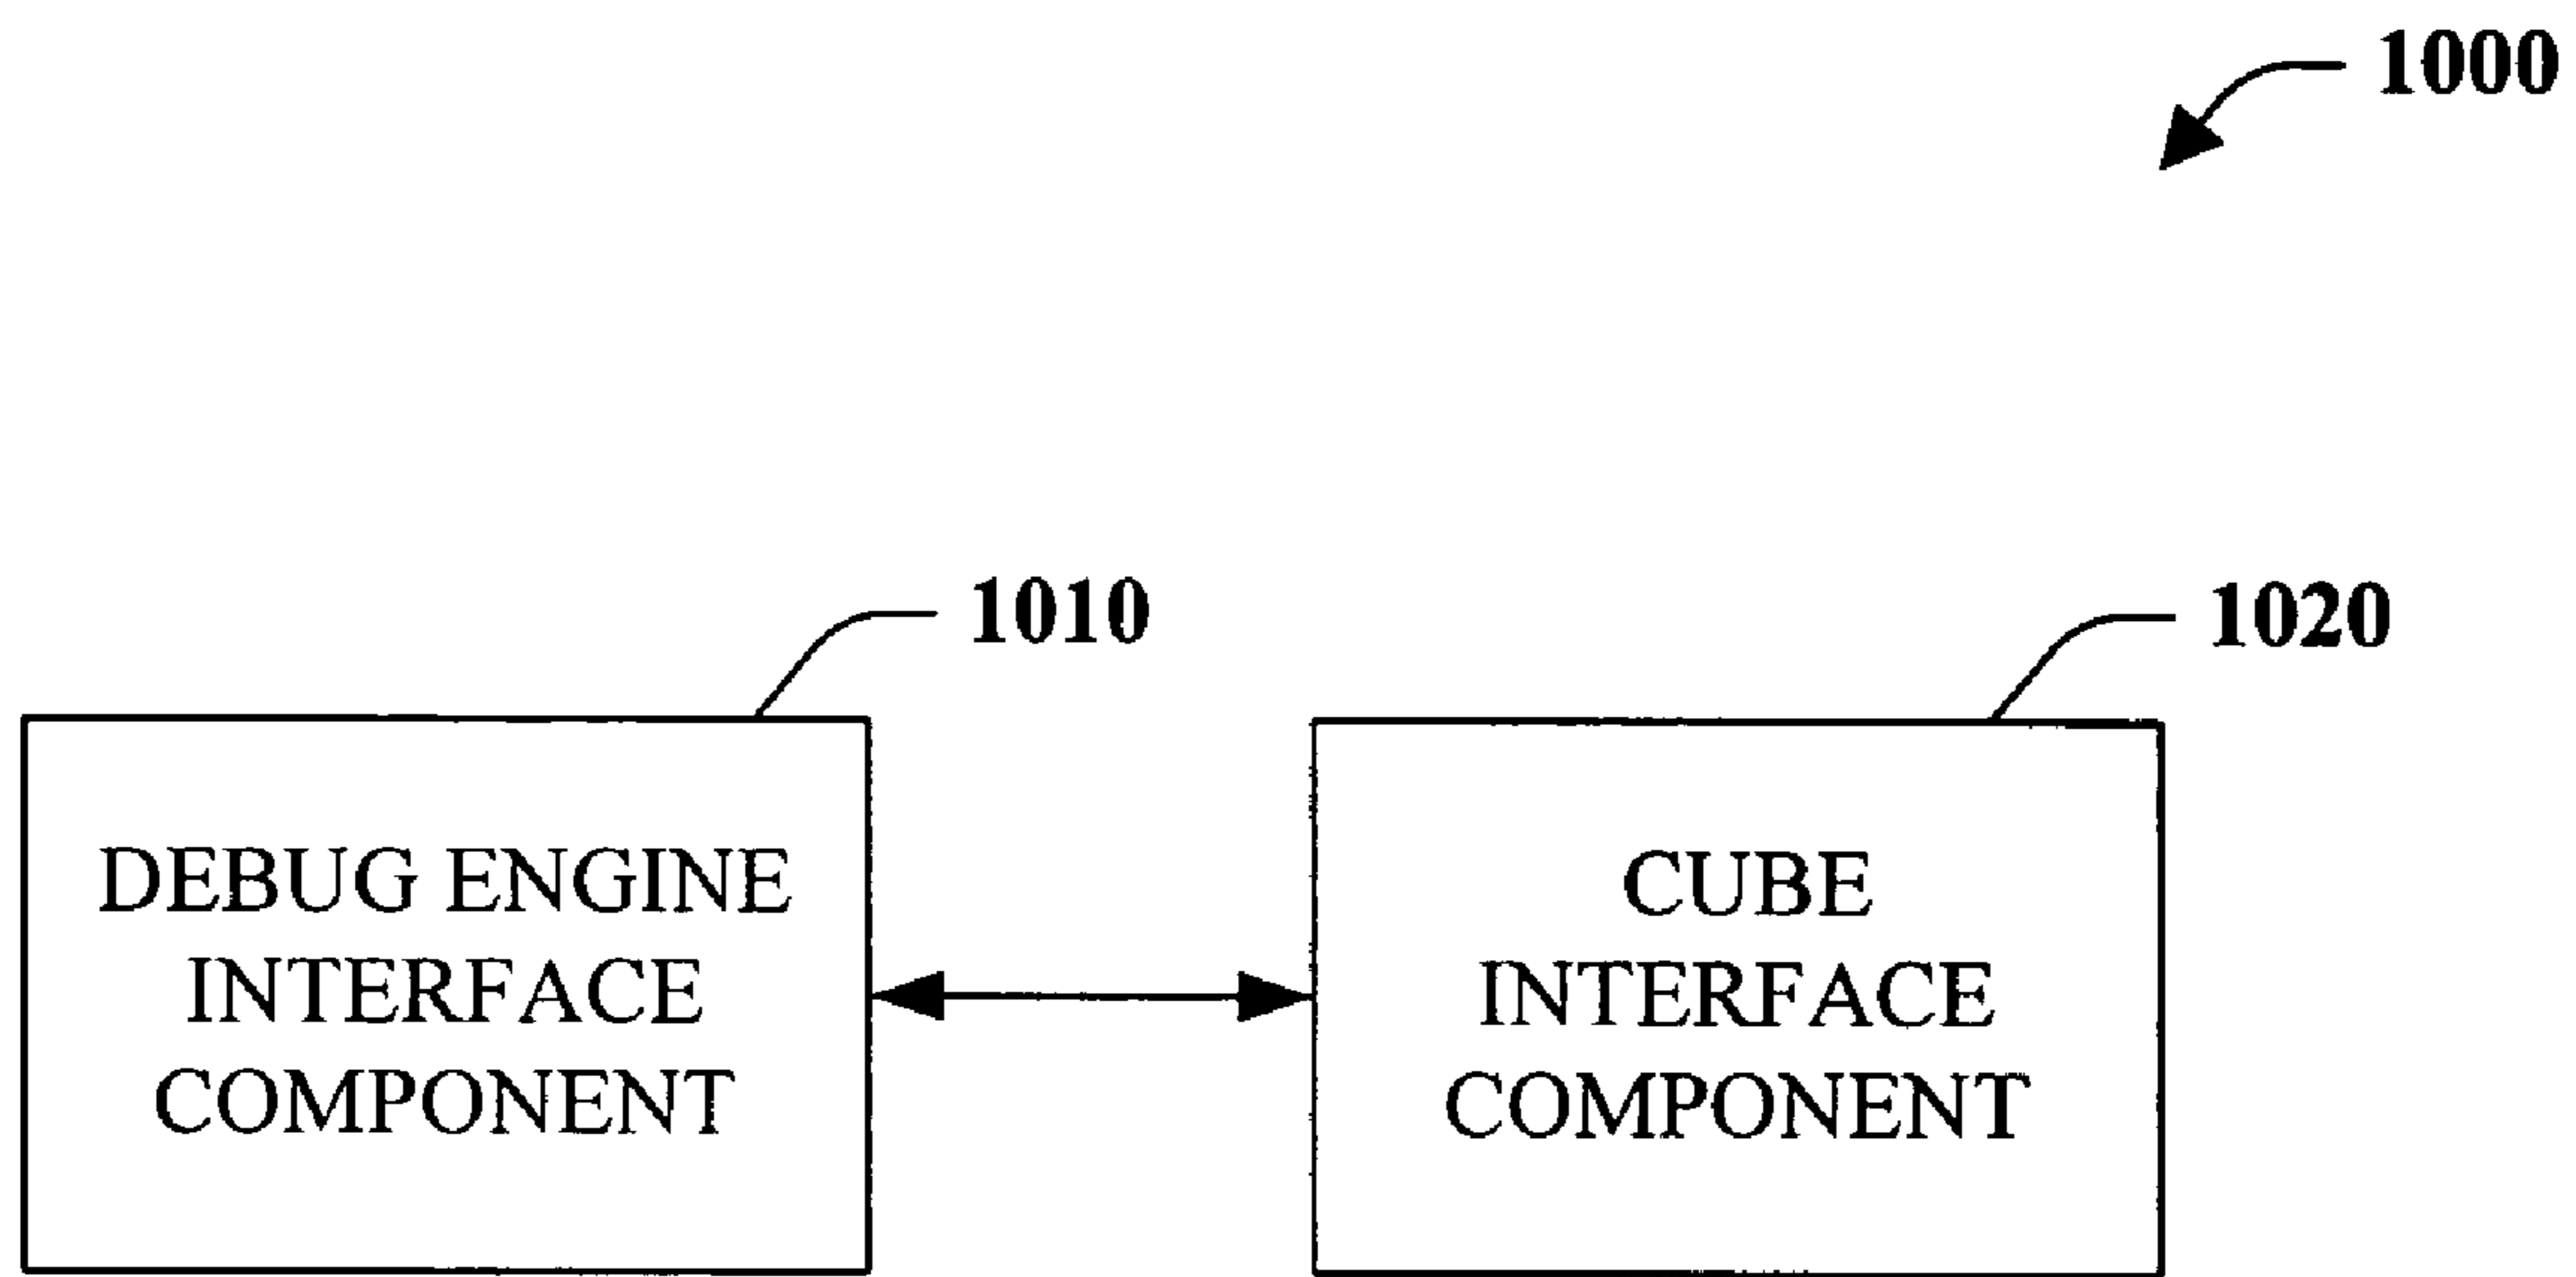 1000
1010
1020
DEBUG ENGINE
INTERFACE
COMPONENT
CUBE
INTERFACE
COMPONENT